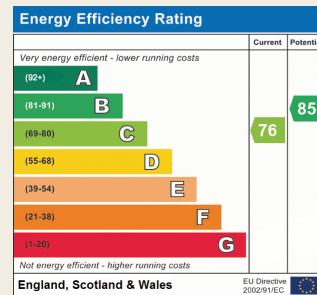 Energy Efficiency Rating
Current Potenti
Very energy efficient - lower running costs
(92+) A
(81-91) B 85
(69-80) C 76
(55-68) D
(39-54) E
(21-38) F
(1-20) G
Not energy efficient - higher running costs
England, Scotland & Wales
EU Directive
2002/91/EC